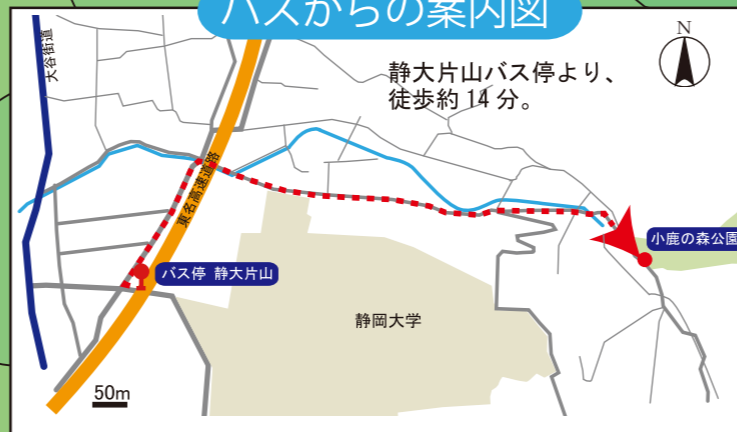 バスからの案内図
大谷街道
静大片山バス停より、
徒歩約14分。
N
東名高速道路
小鹿の森公園
バス停 静大片山
静岡大学
50m